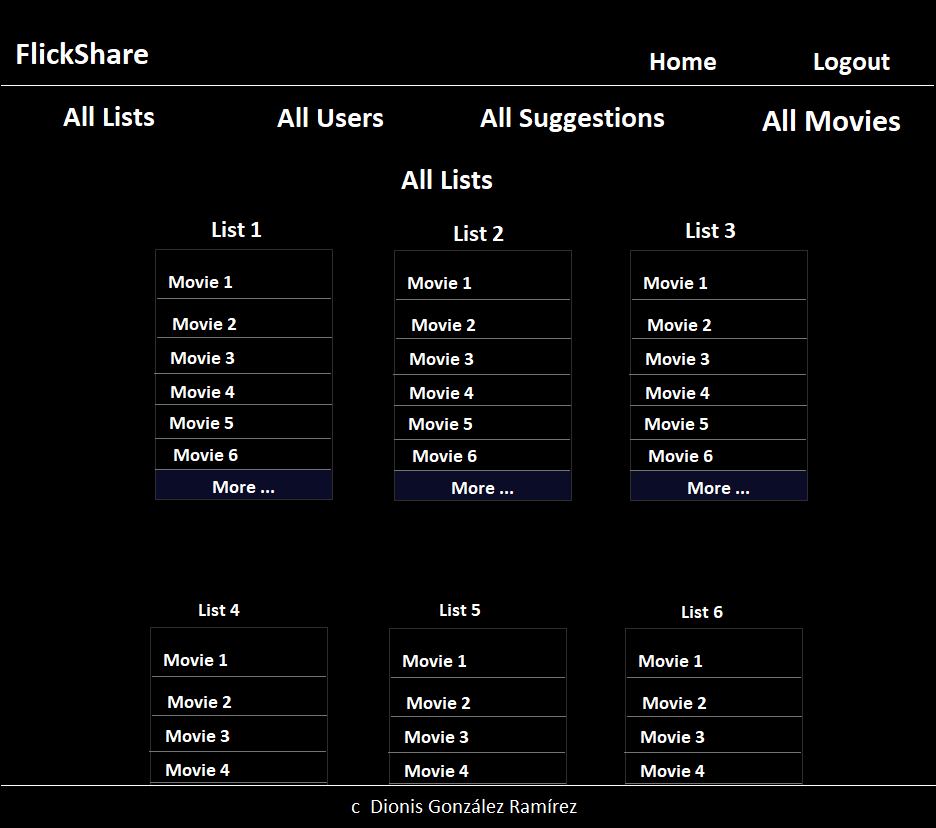 FlickShare
Home Logout
All Lists All Users All Suggestions All Movies
All Lists
List 1 List 2 List 3
Movie 1 Movie 1 Movie 1
Movie 2 Movie 2 Movie 2
Movie 3 Movie 3 Movie 3
Movie 4 Movie 4 Movie 4
Movie 5 Movie 5 Movie 5
Movie 6 Movie 6 Movie 6
More ... More ... More ...
List 4 List 5 List 6
Movie 1 Movie 1 Movie 1
Movie 2 Movie 2 Movie 2
Movie 3 Movie 3 Movie 3
Movie 4 Movie 4 Movie 4
c Dionis González Ramírez